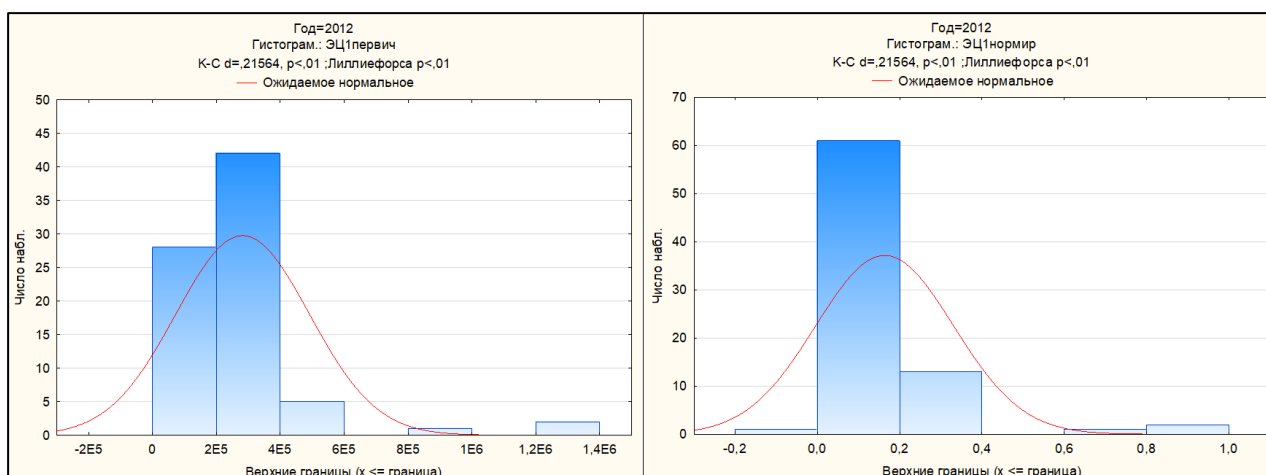 Год=2012
Гистограм.: ЭЦ1первич
К-С d=,21564, p<,01 ;Лиллиефорса p<,01
Ожидаемое нормальное
50
45
40
35
30
25
20
15
10
5
0
Число набл.
-2E5 0 2E5 4E5 6E5 8E5 1E6 1,2E6 1,4E6
Верхние границы (x <= граница)
Год=2012
Гистограм.: ЭЦ1нормир
К-С d=,21564, p<,01 ;Лиллиефорса p<,01
Ожидаемое нормальное
70
60
50
40
30
20
10
0
Число набл.
-0,2 0,0 0,2 0,4 0,6 0,8 1,0
Верхние границы (x <= граница)